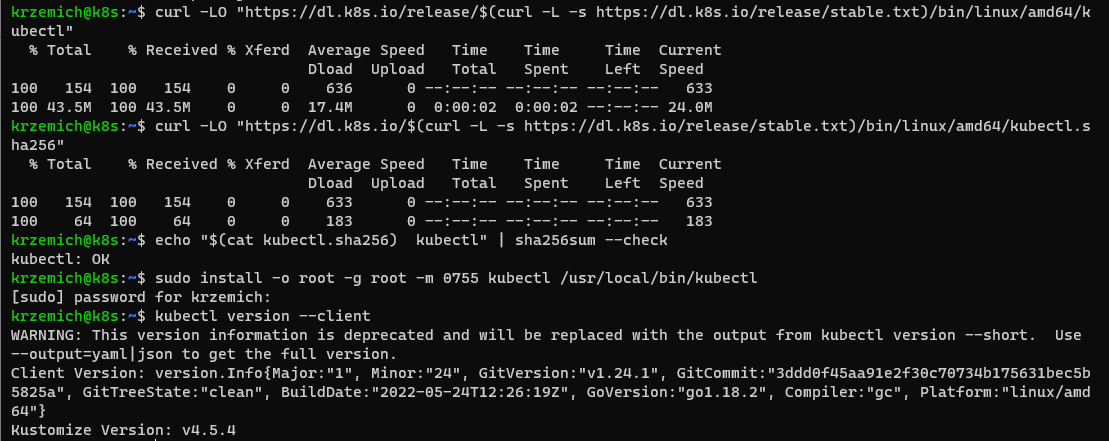 krzemich@k8s:~$ curl -LO "https://dl.k8s.io/release/$(curl -L -s https://dl.k8s.io/release/stable.txt)/bin/linux/amd64/k
ubectl"
  % Total    % Received % Xferd  Average Speed   Time    Time     Time  Current
                                 Dload  Upload   Total   Spent    Left  Speed
100   154  100   154    0     0    636      0 --:--:-- --:--:-- --:--:--   633
100 43.5M  100 43.5M    0     0  17.4M      0  0:00:02  0:00:02 --:--:-- 24.0M
krzemich@k8s:~$ curl -LO "https://dl.k8s.io/$(curl -L -s https://dl.k8s.io/release/stable.txt)/bin/linux/amd64/kubectl.s
ha256"
  % Total    % Received % Xferd  Average Speed   Time    Time     Time  Current
                                 Dload  Upload   Total   Spent    Left  Speed
100   154  100   154    0     0    633      0 --:--:-- --:--:-- --:--:--   633
100    64  100    64    0     0    183      0 --:--:-- --:--:-- --:--:--   183
krzemich@k8s:~$ echo "$(cat kubectl.sha256)  kubectl" | sha256sum --check
kubectl: OK
krzemich@k8s:~$ sudo install -o root -g root -m 0755 kubectl /usr/local/bin/kubectl
[sudo] password for krzemich:
krzemich@k8s:~$ kubectl version --client
WARNING: This version information is deprecated and will be replaced with the output from kubectl version --short.  Use
--output=yaml|json to get the full version.
Client Version: version.Info{Major:"1", Minor:"24", GitVersion:"v1.24.1", GitCommit:"3ddd0f45aa91e2f30c70734b175631bec5b
5825a", GitTreeState:"clean", BuildDate:"2022-05-24T12:26:19Z", GoVersion:"go1.18.2", Compiler:"gc", Platform:"linux/amd
64"}
Kustomize Version: v4.5.4